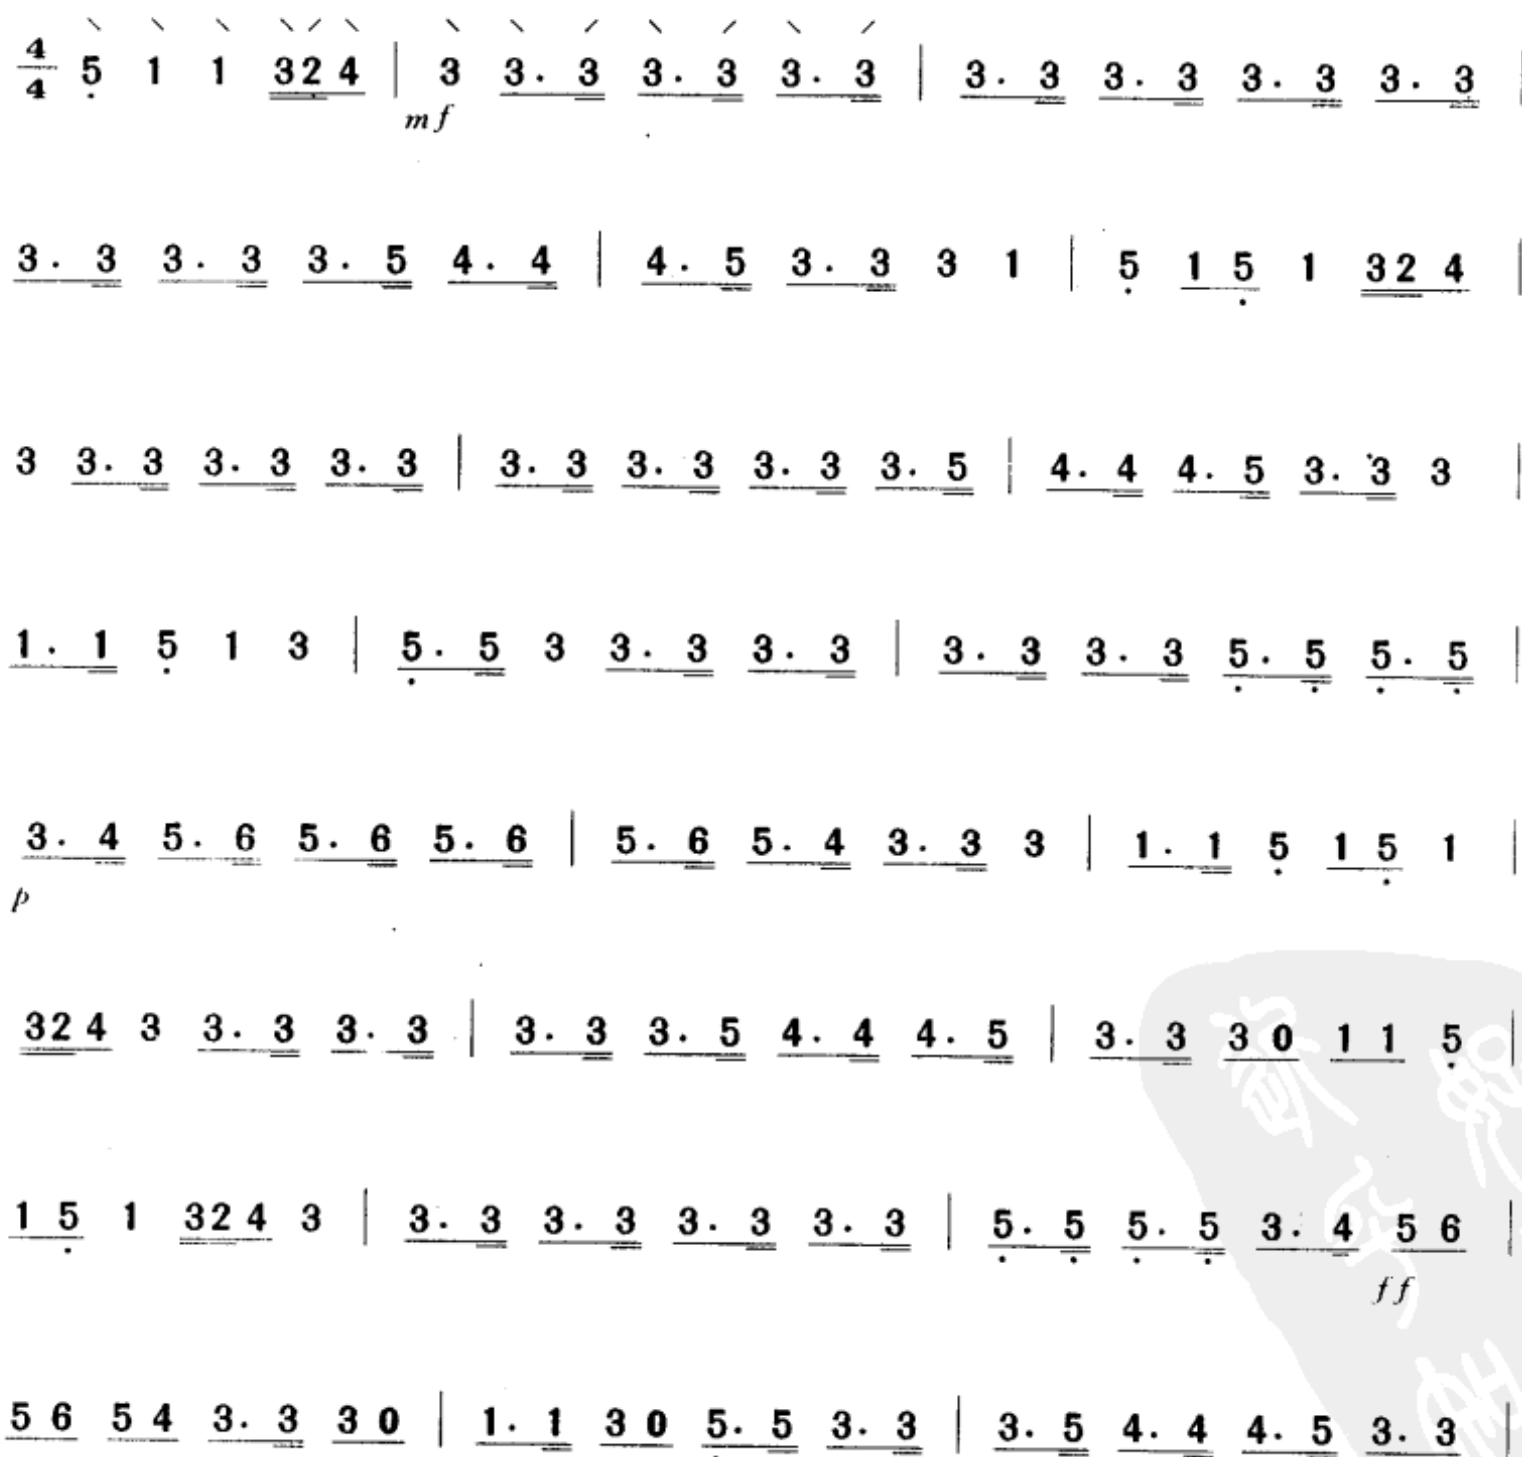 4/4 5 1 1 324 | 3 3. 3 3. 3 3. 3 | 3. 3 3. 3 3. 3 3. 3 |
mf
3. 3 3. 3 3. 5 4. 4 | 4. 5 3. 3 3 1 | 5 1 5 1 32 4 |
3 3. 3 3. 3 3. 3 | 3. 3 3. 3 3. 3 3. 5 | 4. 4 4. 5 3. 3 3 |
1. 1 5 1 3 | 5. 5 3 3. 3 3. 3 | 3. 3 3. 3 5. 5 5. 5 |
3. 4 5. 6 5. 6 5. 6 | 5. 6 5. 4 3. 3 3 | 1. 1 5 1 5 1 |
p
324 3 3. 3 3. 3 | 3. 3 3. 5 4. 4 4. 5 | 3. 3 3 0 1 1 5 |
1 5 1 324 3 | 3. 3 3. 3 3. 3 3. 3 | 5. 5 5. 5 3. 4 5 6 |
ff
5 6 5 4 3. 3 3 0 | 1. 1 3 0 5. 5 3. 3 | 3. 5 4. 4 4. 5 3. 3 |